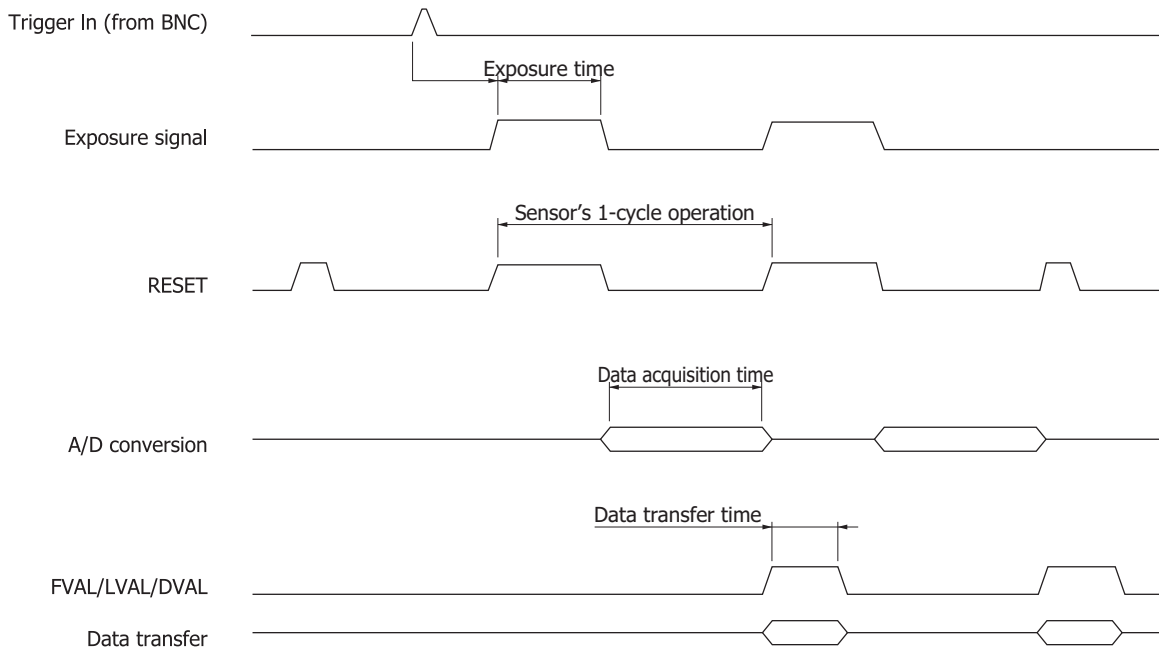 Trigger In (from BNC)
Exposure time
Exposure signal
Sensor’s 1-cycle operation
RESET
Data acquisition time
A/D conversion
Data transfer time
FVAL/LVAL/DVAL
Data transfer